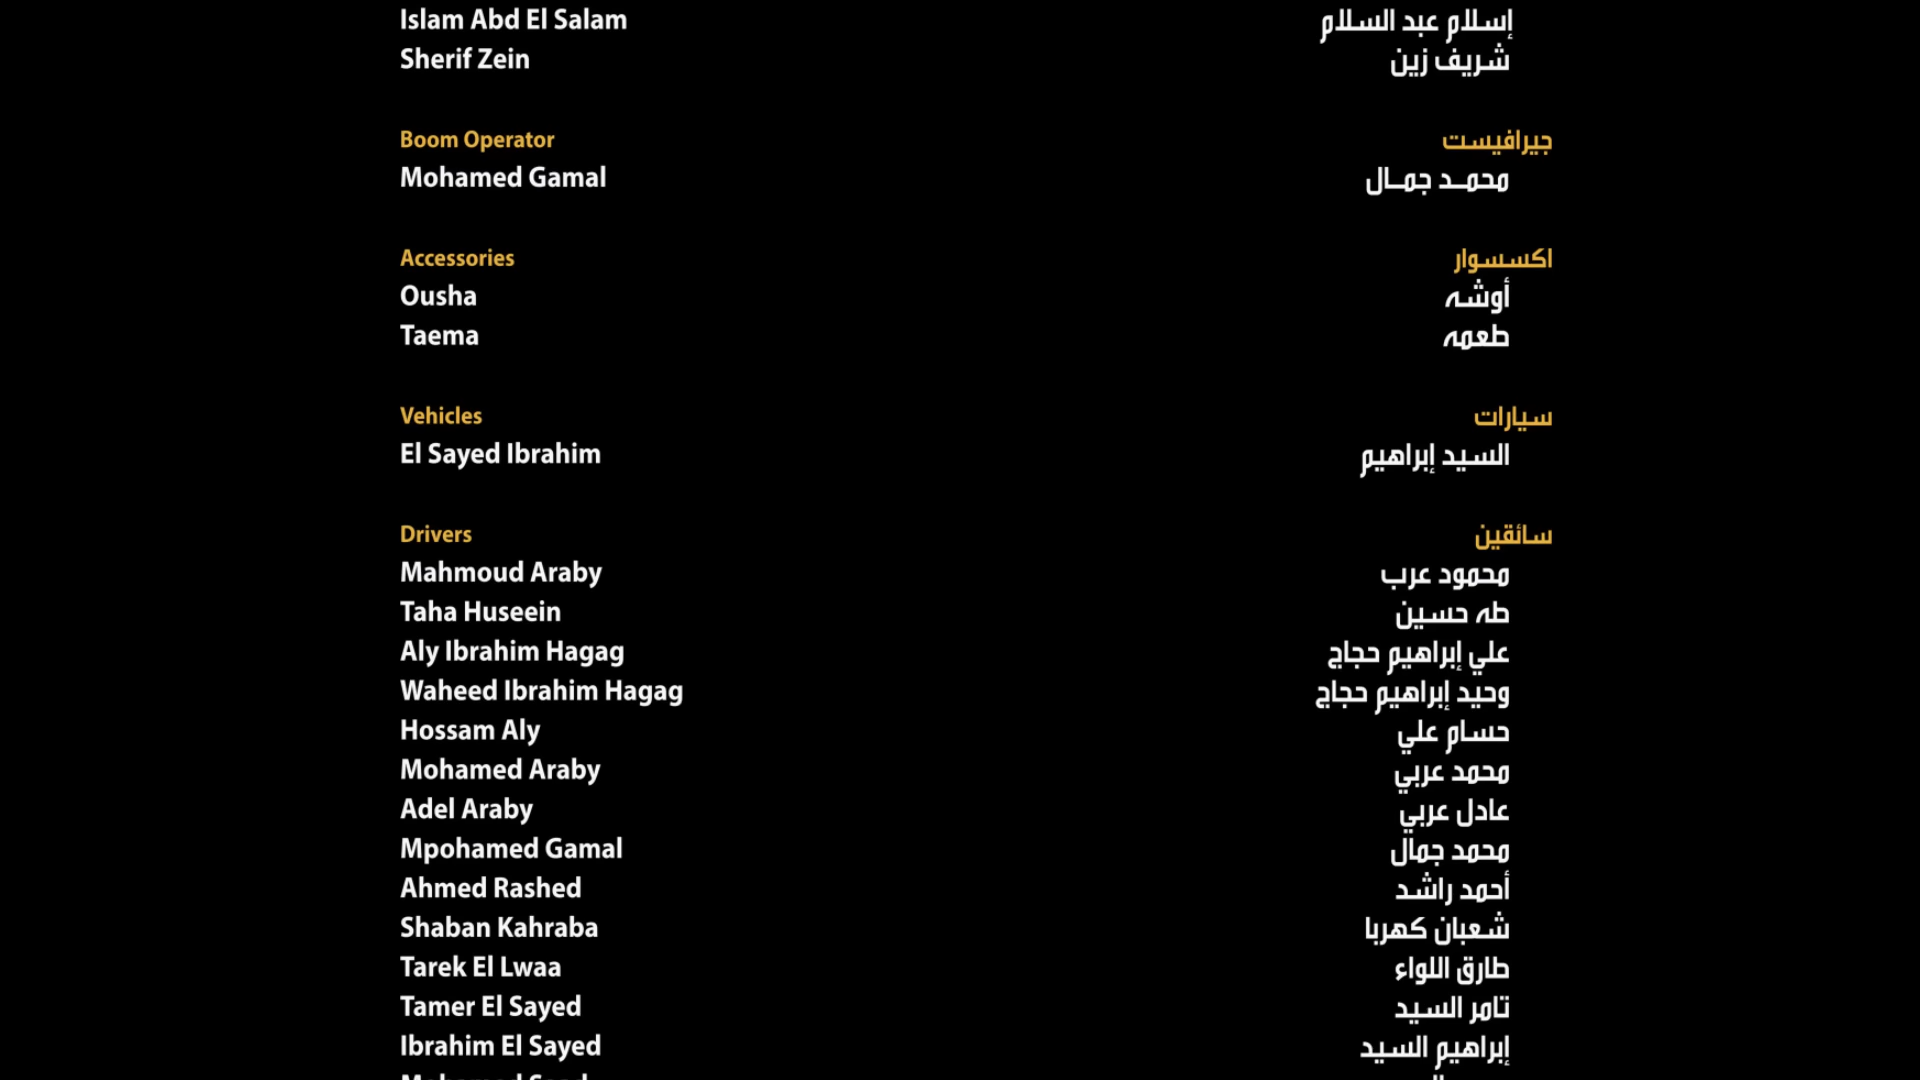 Islam Abd El Salam إسلام عبد السلام
Sherif Zein شريف زين
Boom Operator جيرافيست
Mohamed Gamal محمد جمال
Accessories اكسسوار
Ousha أوشه
Taema طعمه
Vehicles سيارات
El Sayed Ibrahim السيد إبراهيم
Drivers سائقين
Mahmoud Araby محمود عرب
Taha Huseein طه حسين
Aly Ibrahim Hagag علي إبراهيم حجاج
Waheed Ibrahim Hagag وحيد إبراهيم حجاج
Hossam Aly حسام علي
Mohamed Araby محمد عربي
Adel Araby عادل عربي
Mpohamed Gamal محمد جمال
Ahmed Rashed أحمد راشد
Shaban Kahraba شعبان كهربا
Tarek El Lwaa طارق اللواء
Tamer El Sayed تامر السيد
Ibrahim El Sayed إبراهيم السيد